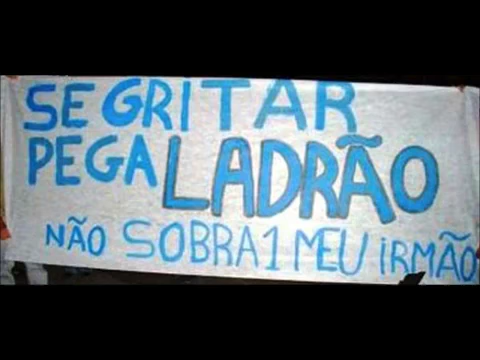 SE GRITAR
PEGA LADRÃO
NÃO SOBRA 1 MEU IRMÃO